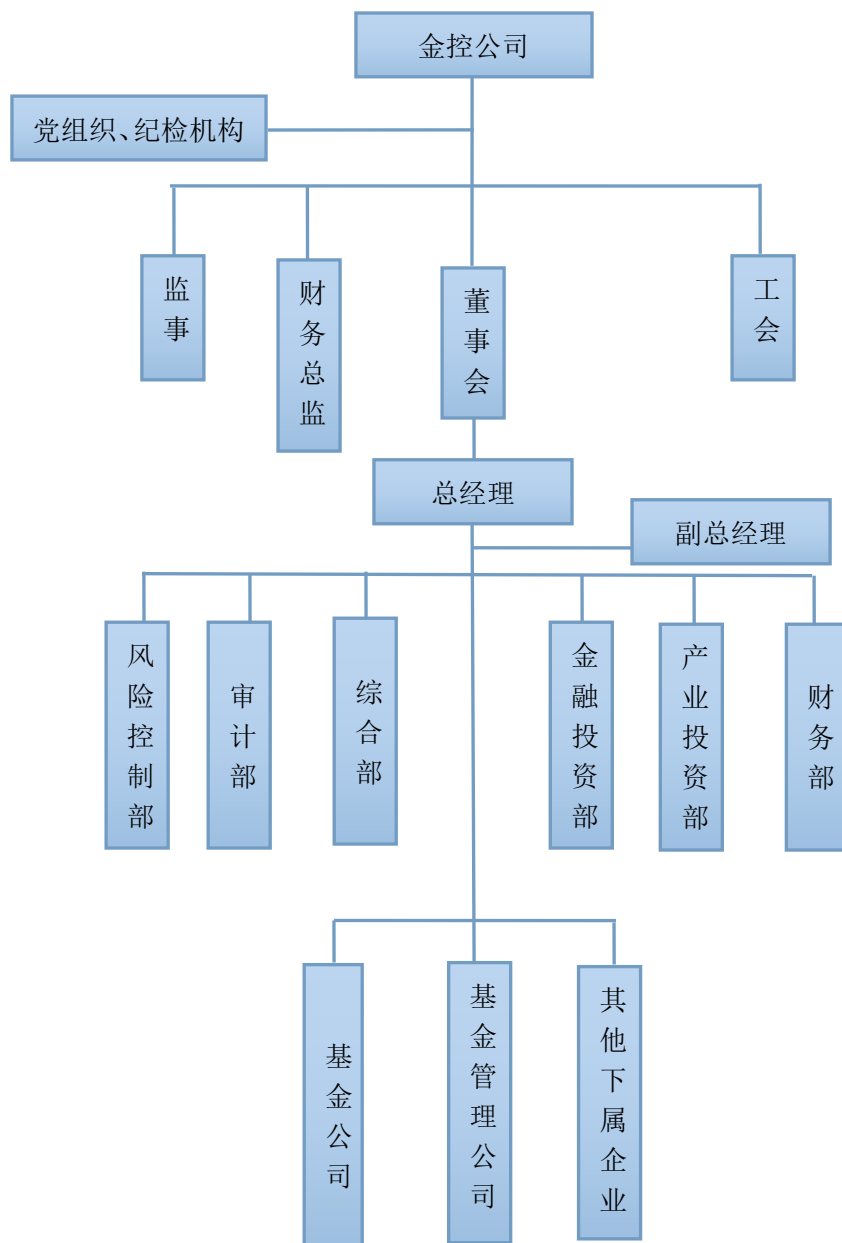 金控公司
党组织、纪检机构
监事
财务总监
董事会
工会
总经理
副总经理
风险控制部
审计部
综合部
金融投资部
产业投资部
财务部
基金公司
基金管理公司
其他下属企业